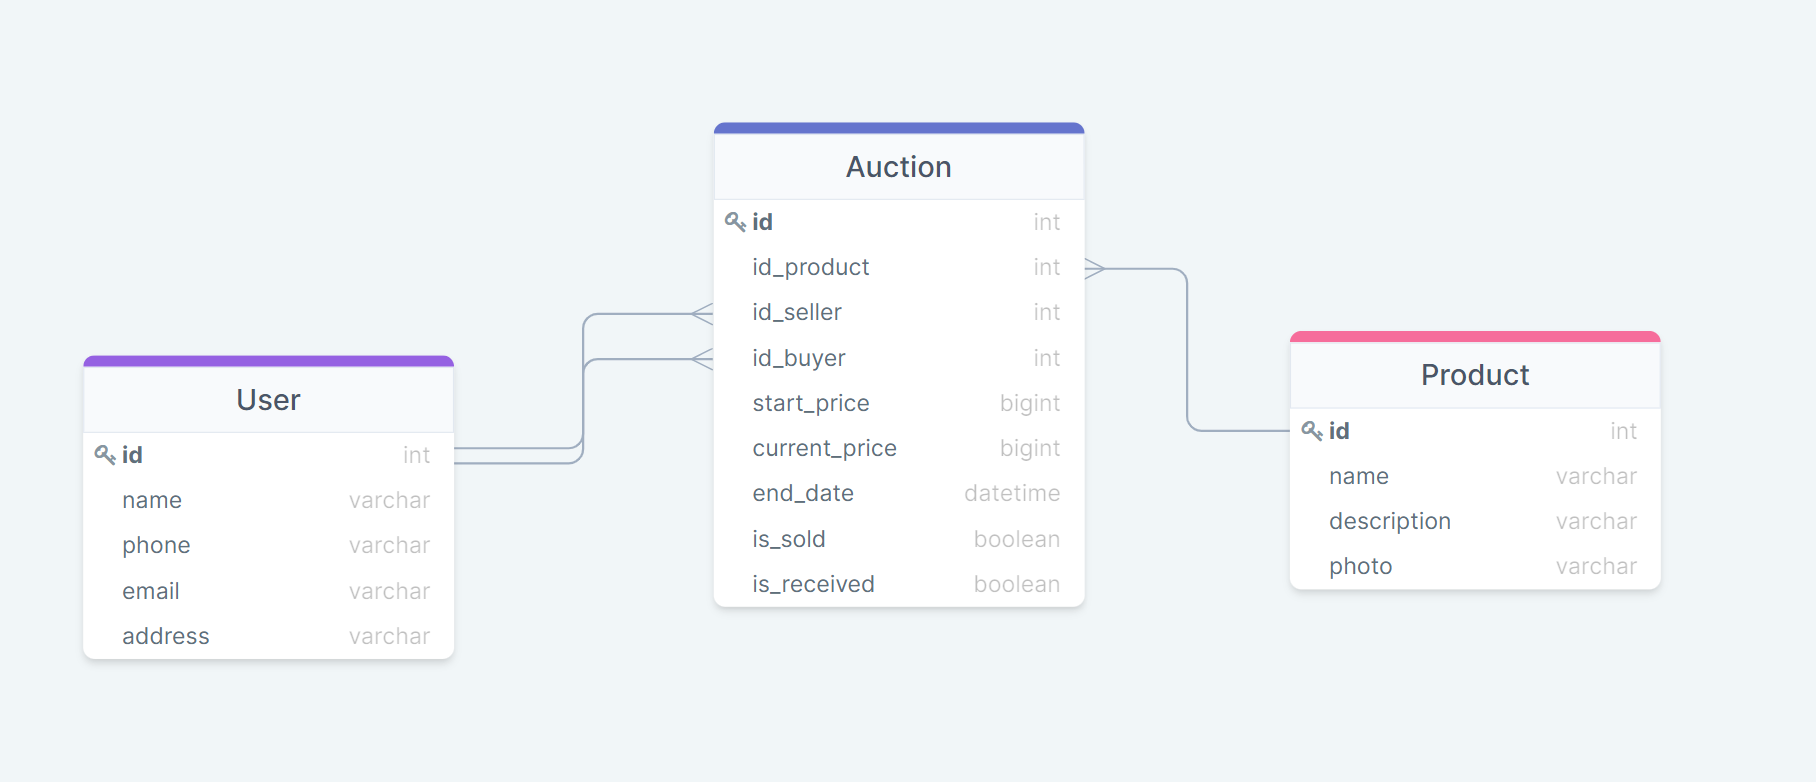 User
id int
name varchar
phone varchar
email varchar
address varchar
Auction
id int
id_product int
id_seller int
id_buyer int
start_price bigint
current_price bigint
end_date datetime
is_sold boolean
is_received boolean
Product
id int
name varchar
description varchar
photo varchar